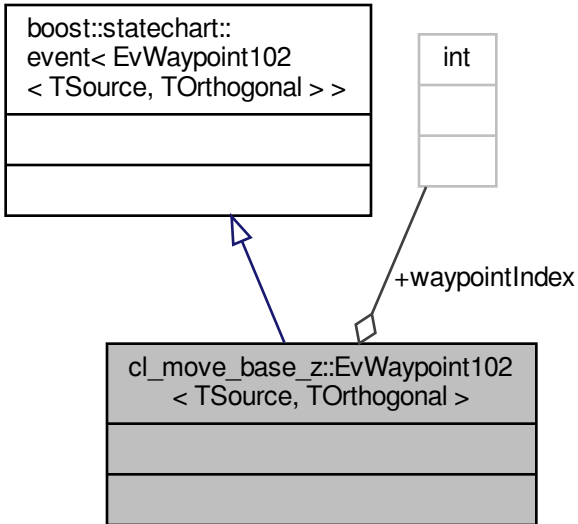 boost::statechart::
event< EvWaypoint102
< TSource, TOrthogonal > >
int
+waypointIndex
cl_move_base_z::EvWaypoint102
< TSource, TOrthogonal >